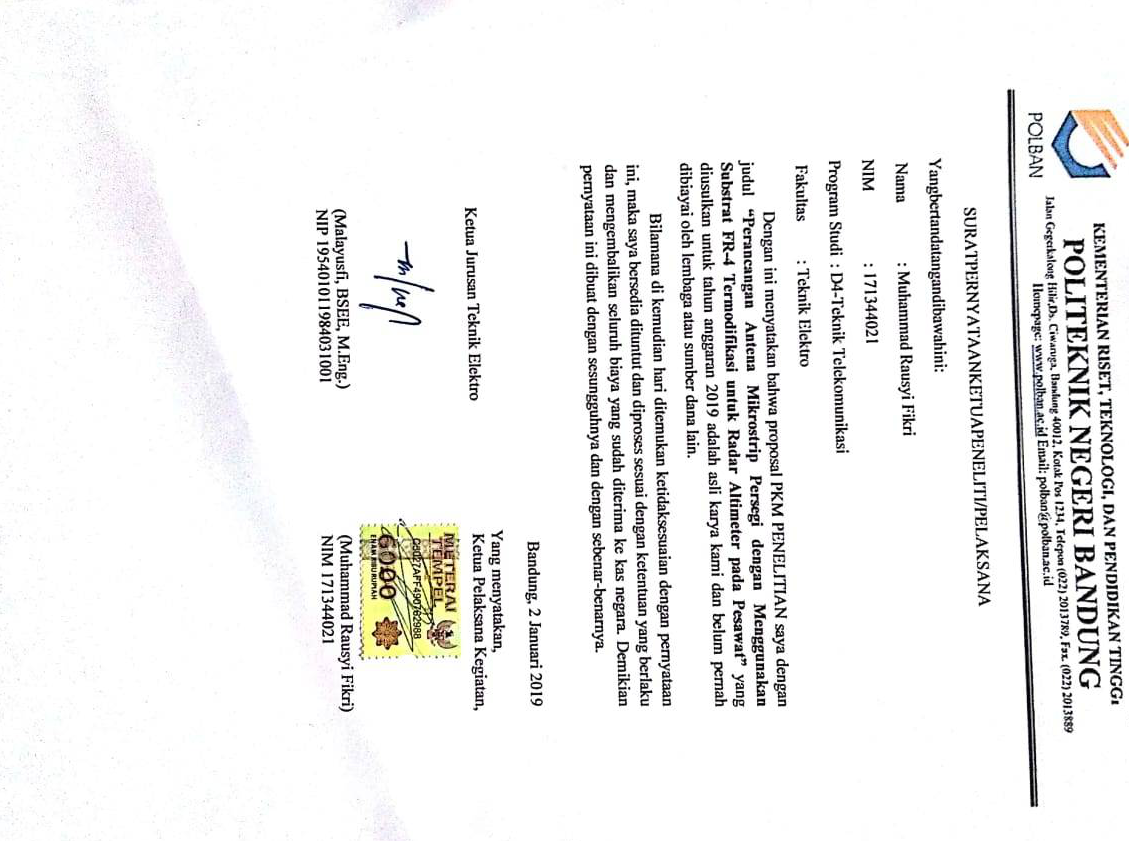 POLBAN
KEMENTERIAN RISET, TEKNOLOGI, DAN PENDIDIKAN TINGGI
POLITEKNIK NEGERI BANDUNG
Jalan Gegerkalong Hilir,Ds. Ciwaruga, Bandung 40012, Kotak Pos 1234, Telepon (022) 2013789, Fax. (022) 2013889
Homepage: www.polban.ac.id Email: polban@polban.ac.id
SURATPERNYATAANKETUAPENELITI/PELAKSANA
Yangbertandatangandibawahini:
Nama : Muhammad Rausyi Fikri
NIM : 171344021
Program Studi : D4-Teknik Telekomunikasi
Fakultas : Teknik Elektro
Dengan ini menyatakan bahwa proposal PKM PENELITIAN saya dengan
judul “Perancangan Antena Mikrostrip Persegi dengan Menggunakan
Substrat FR-4 Termodifikasi untuk Radar Altimeter pada Pesawat” yang
diusulkan untuk tahun anggaran 2019 adalah asli karya kami dan belum pernah
dibiayai oleh lembaga atau sumber dana lain.
Bilamana di kemudian hari ditemukan ketidaksesuaian dengan pernyataan
ini, maka saya bersedia dituntut dan diproses sesuai dengan ketentuan yang berlaku
dan mengembalikan seluruh biaya yang sudah diterima ke kas negara. Demikian
pernyataan ini dibuat dengan sesungguhnya dan dengan sebenar-benarnya.
Bandung, 2 Januari 2019
Yang menyatakan,
Ketua Jurusan Teknik Elektro
Ketua Pelaksana Kegiatan,
METERAI
TEMPEL
6000
ENAM RIBU RUPIAH
(Malayusfi, BSEE, M.Eng.)
NIP 195401011984031001
(Muhammad Rausyi Fikri)
NIM 171344021